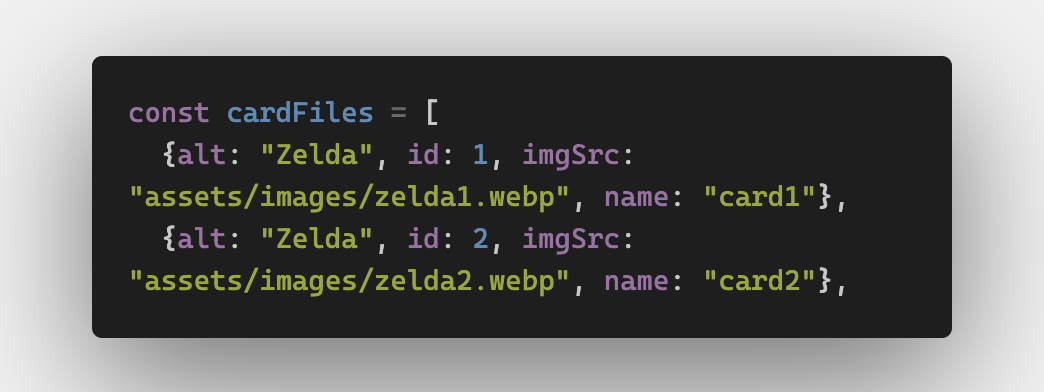 const cardFiles = [
  {alt: "Zelda", id: 1, imgSrc:
"assets/images/zelda1.webp", name: "card1"},
  {alt: "Zelda", id: 2, imgSrc:
"assets/images/zelda2.webp", name: "card2"},